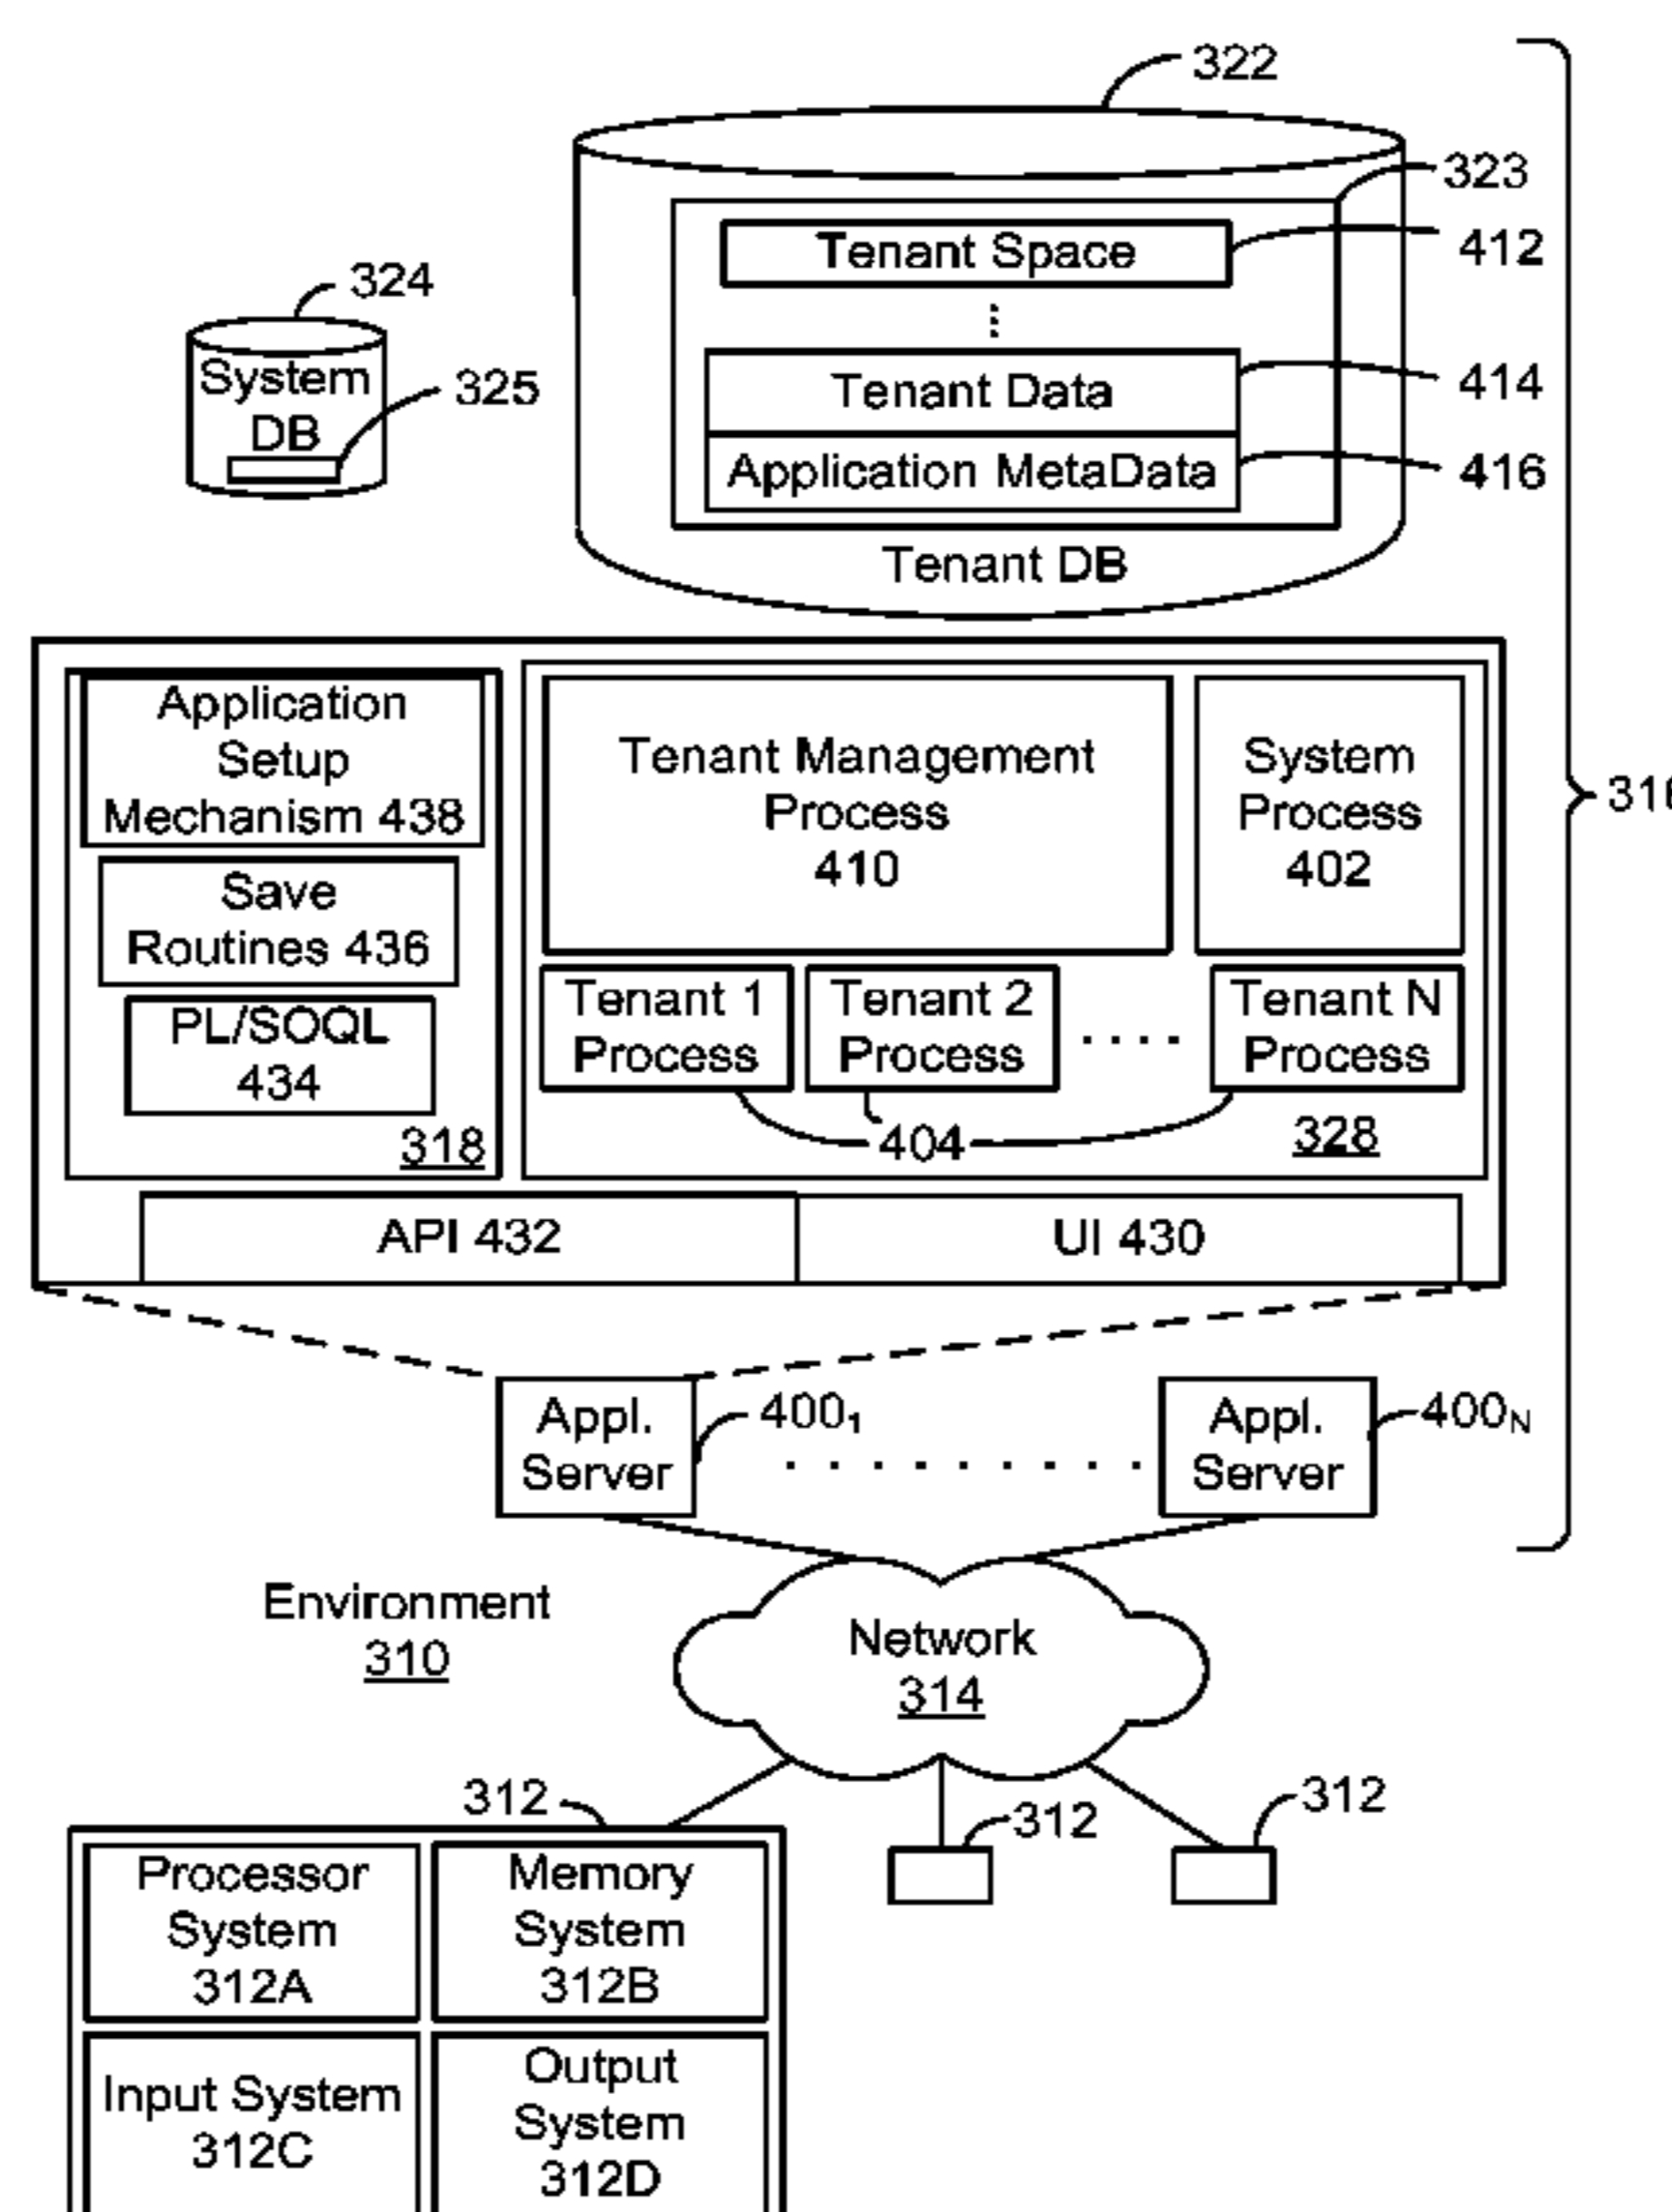 322
323
Tenant Space
412
324
System
DB
325
Tenant Data
414
Application MetaData
416
Tenant DB
Application
Setup
Mechanism 438
Save
Routines 436
PL/SOQL
434
318
Tenant Management
Process
410
System
Process
402
Tenant 1
Process
Tenant 2
Process
. . . .
Tenant N
Process
404
328
API 432
UI 430
Appl.
Server
400₁
. . . . . . . . .
Appl.
Server
400N
Environment
310
Network
314
312
312
312
Processor
System
312A
Memory
System
312B
Input System
312C
Output
System
312D